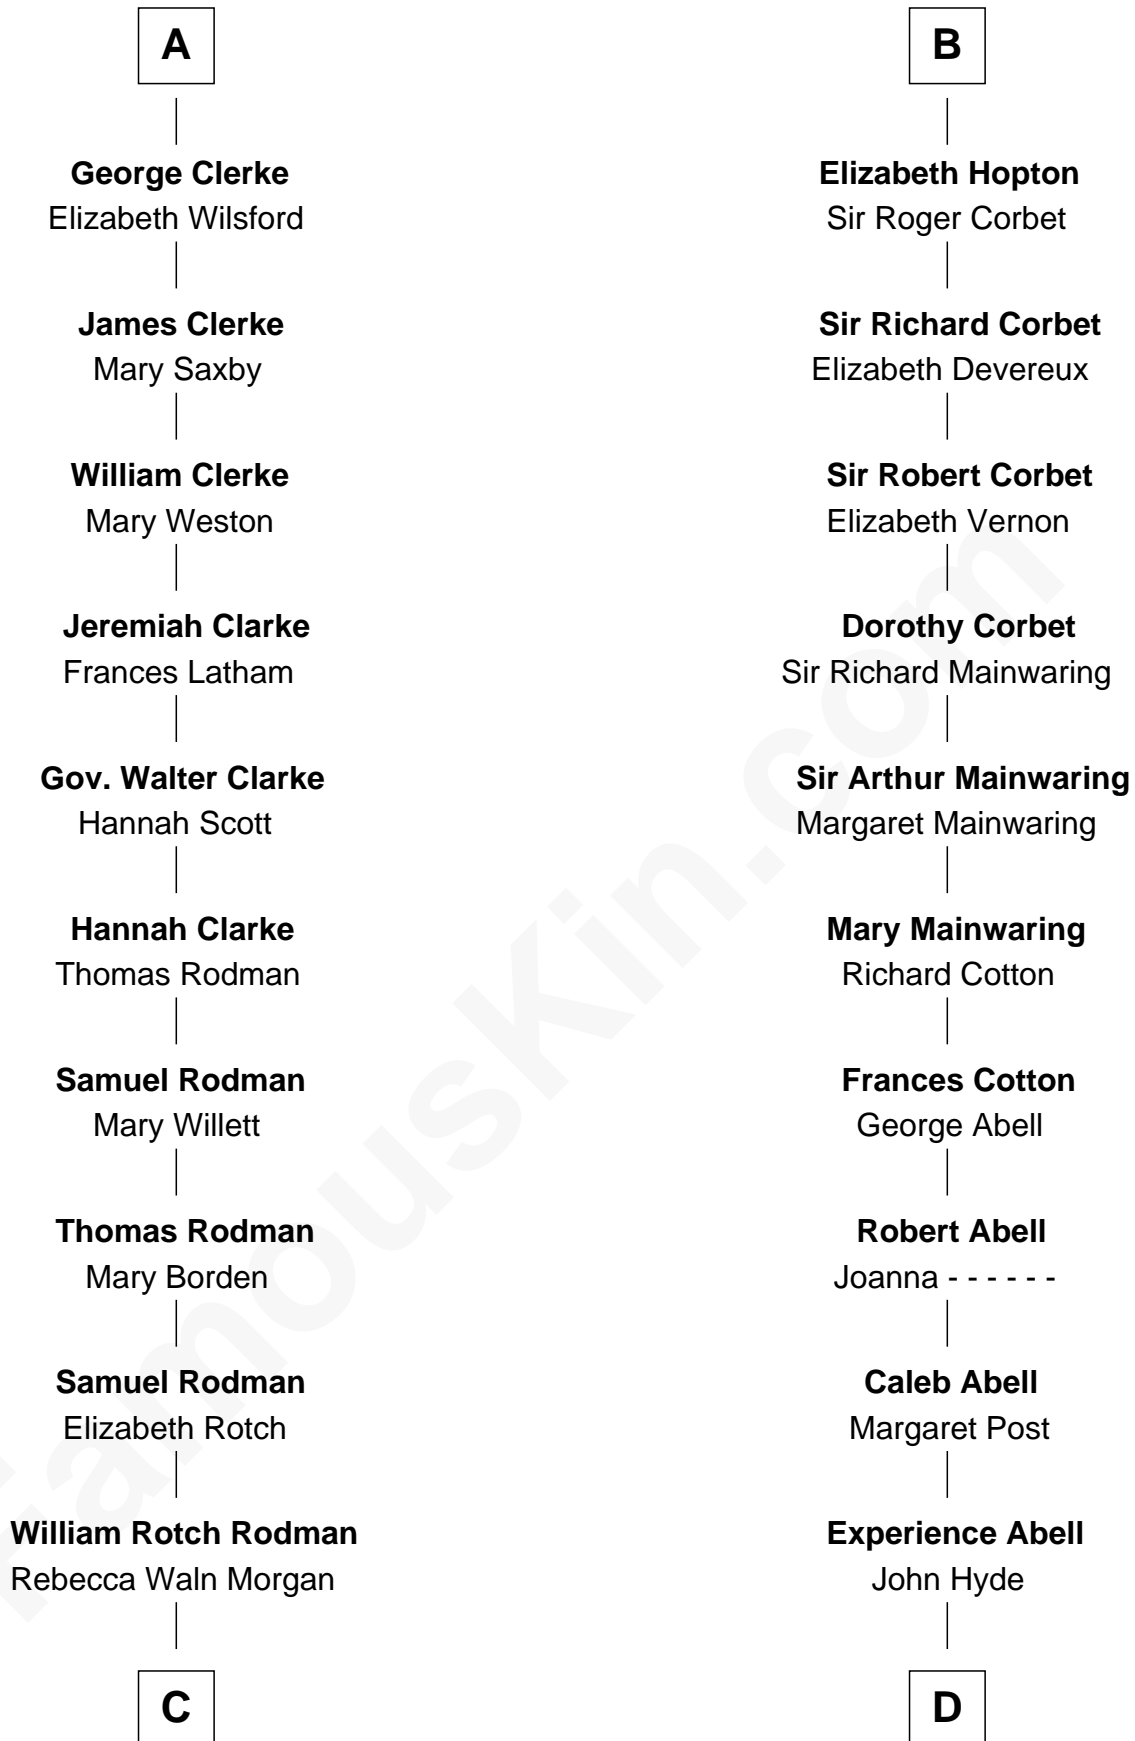 A
George Clerke
Elizabeth Wilsford
James Clerke
Mary Saxby
William Clerke
Mary Weston
Jeremiah Clarke
Frances Latham
Gov. Walter Clarke
Hannah Scott
Hannah Clarke
Thomas Rodman
Samuel Rodman
Mary Willett
Thomas Rodman
Mary Borden
Samuel Rodman
Elizabeth Rotch
William Rotch Rodman
Rebecca Waln Morgan
C
B
Elizabeth Hopton
Sir Roger Corbet
Sir Richard Corbet
Elizabeth Devereux
Sir Robert Corbet
Elizabeth Vernon
Dorothy Corbet
Sir Richard Mainwaring
Sir Arthur Mainwaring
Margaret Mainwaring
Mary Mainwaring
Richard Cotton
Frances Cotton
George Abell
Robert Abell
Joanna - - - - - -
Caleb Abell
Margaret Post
Experience Abell
John Hyde
D
FamousKin.com